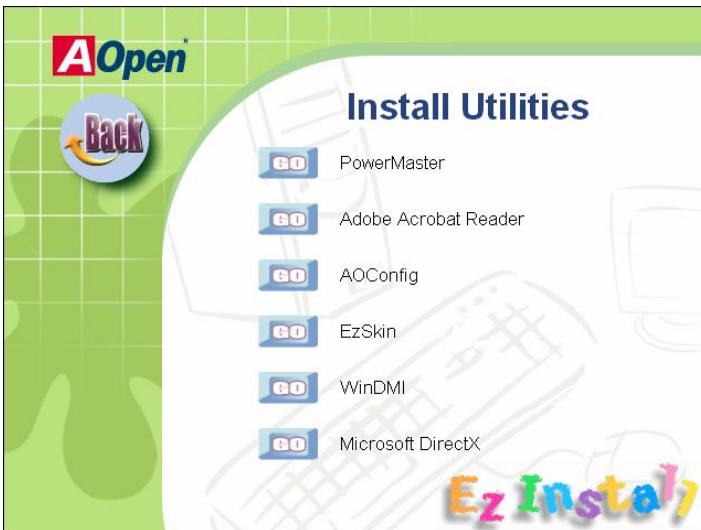 AOpen
Back
Install Utilities
GO PowerMaster
GO Adobe Acrobat Reader
GO AOConfig
GO EzSkin
GO WinDMI
GO Microsoft DirectX
Ez Install